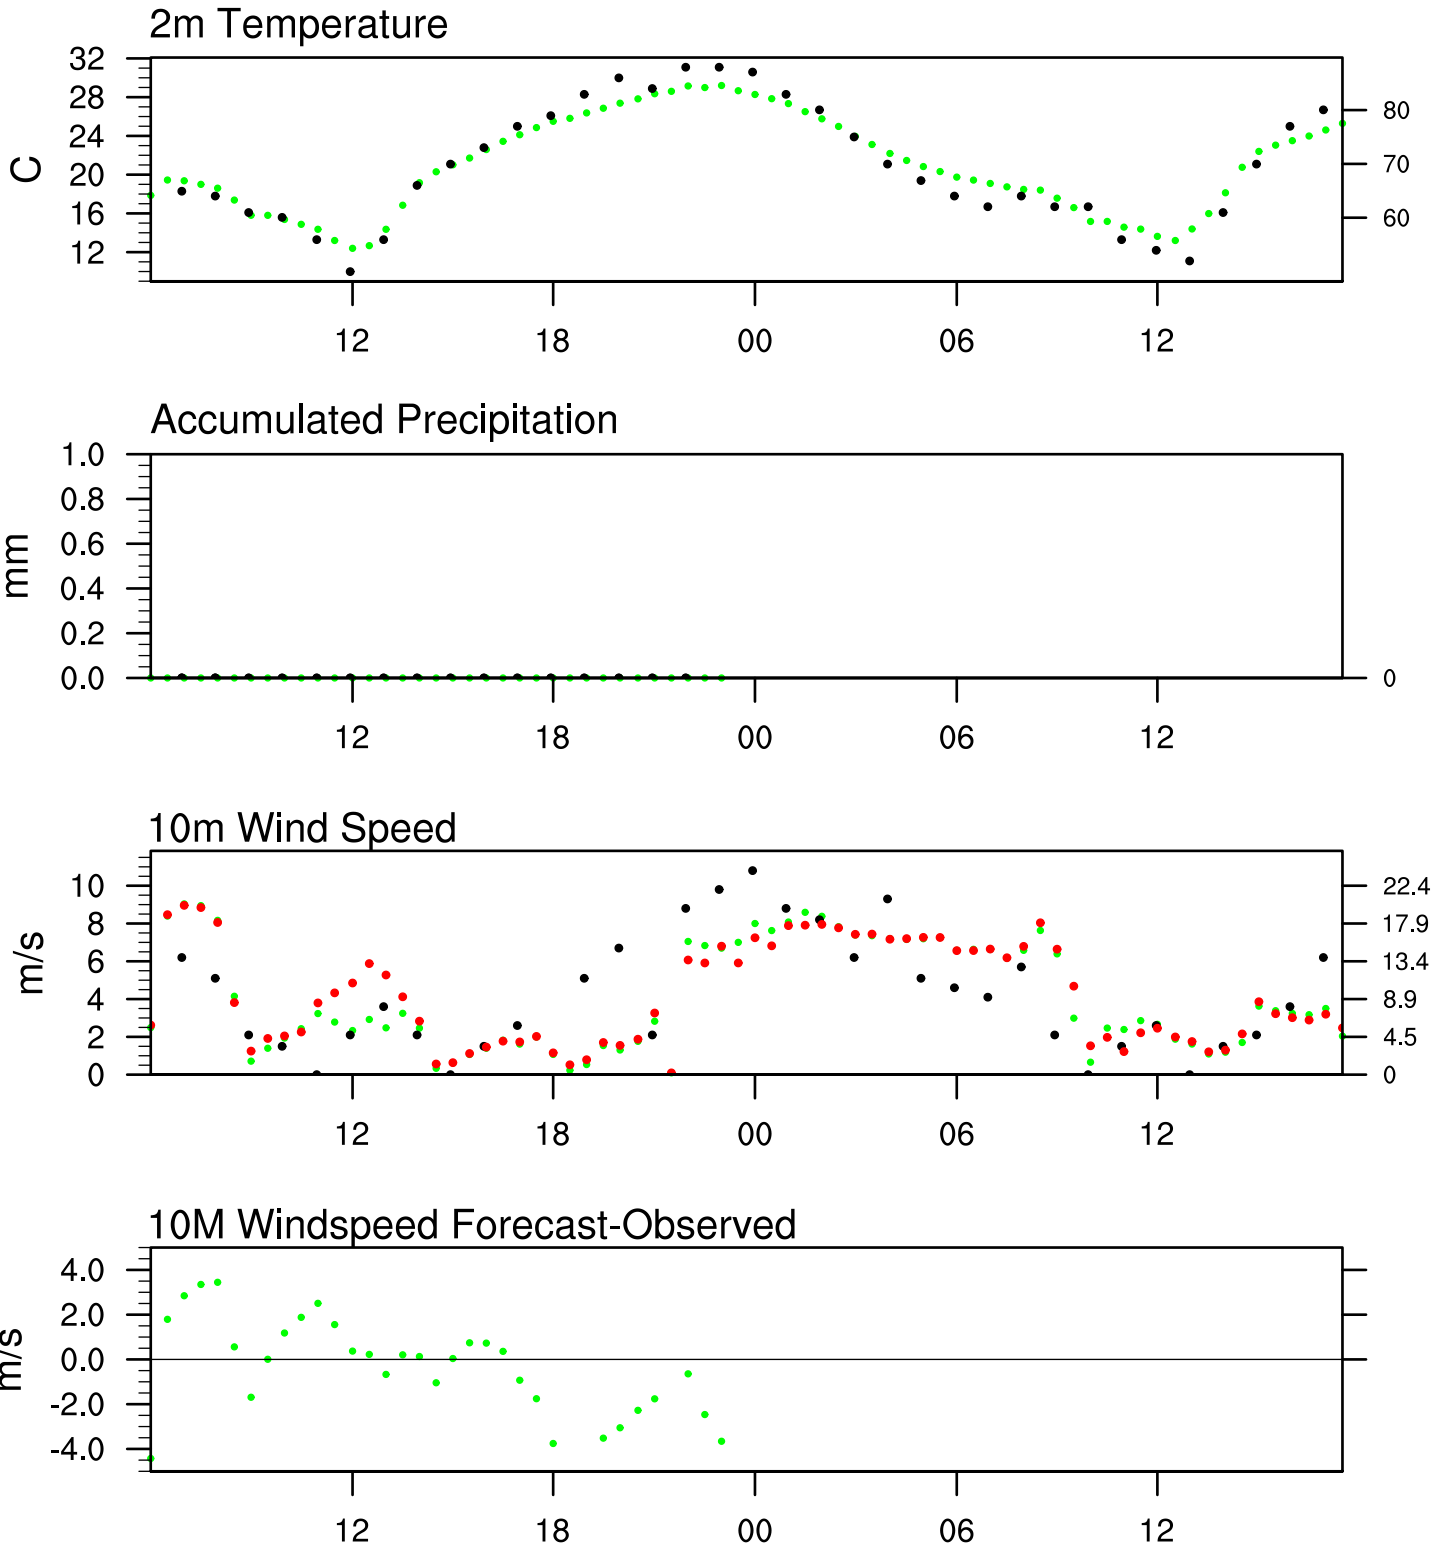 2m Temperature
32
28
24
20
16
12
C
80
70
60
12 18 00 06 12
Accumulated Precipitation
1.0
0.8
0.6
0.4
0.2
0.0
mm
0
12 18 00 06 12
10m Wind Speed
10
8
6
4
2
0
m/s
22.4
17.9
13.4
8.9
4.5
0
12 18 00 06 12
10M Windspeed Forecast-Observed
4.0
2.0
0.0
-2.0
-4.0
m/s
12 18 00 06 12